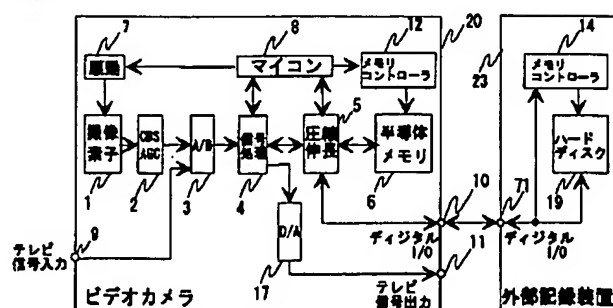 7
8
12
20
14
23
駆動
マイコン
メモリ
コントローラ
メモリ
コントローラ
5
撮像
素子
CDS
AGC
A/D
信号
処理
圧縮
伸長
半導体
メモリ
ハード
ディスク
1
2
3
4
6
10
71
19
9
D/A
ディジタル
I/O
11
ディジタル
I/O
テレビ
信号入力
17
テレビ
信号出力
ビデオカメラ
外部記録装置